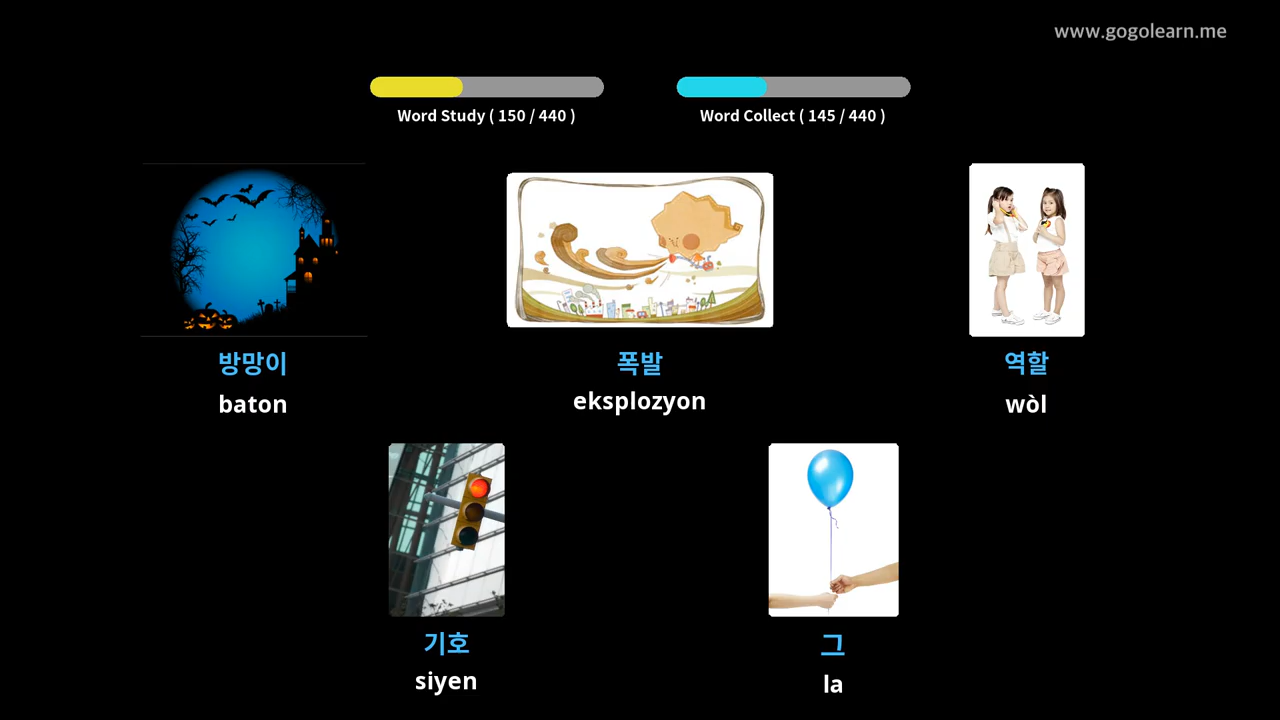 www.gogolearn.me
Word Study ( 150 / 440 )
Word Collect ( 145 / 440 )
방망이
baton
폭발
eksplozyon
역할
wòl
기호
siyen
그
la